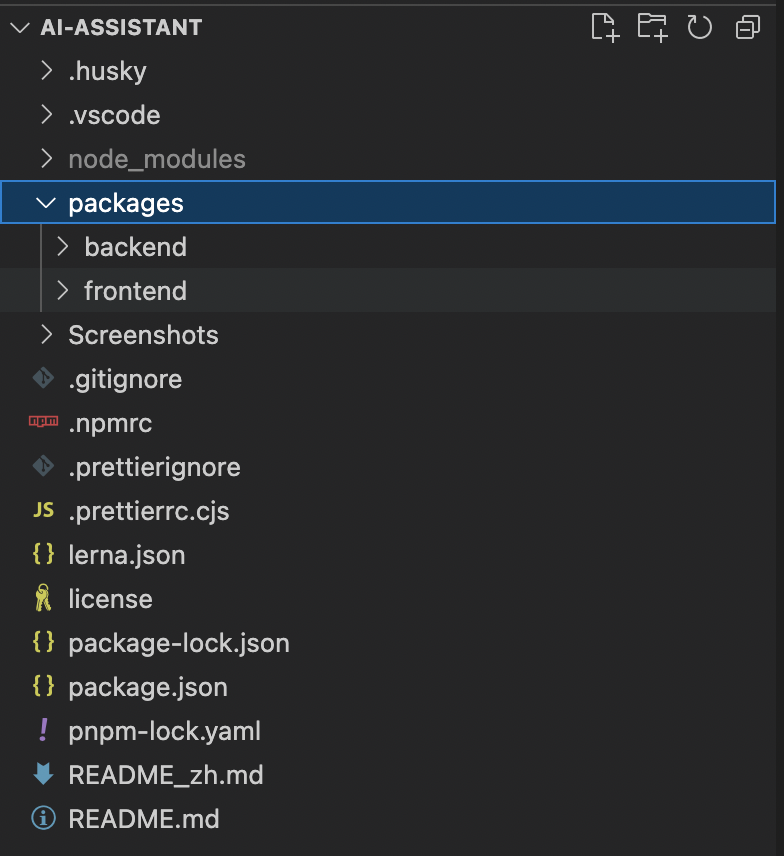 AI-ASSISTANT
.husky
.vscode
node_modules
packages
backend
frontend
Screenshots
.gitignore
.npmrc
.prettierignore
JS .prettierrc.cjs
{ } lerna.json
license
{ } package-lock.json
{ } package.json
! pnpm-lock.yaml
README_zh.md
README.md